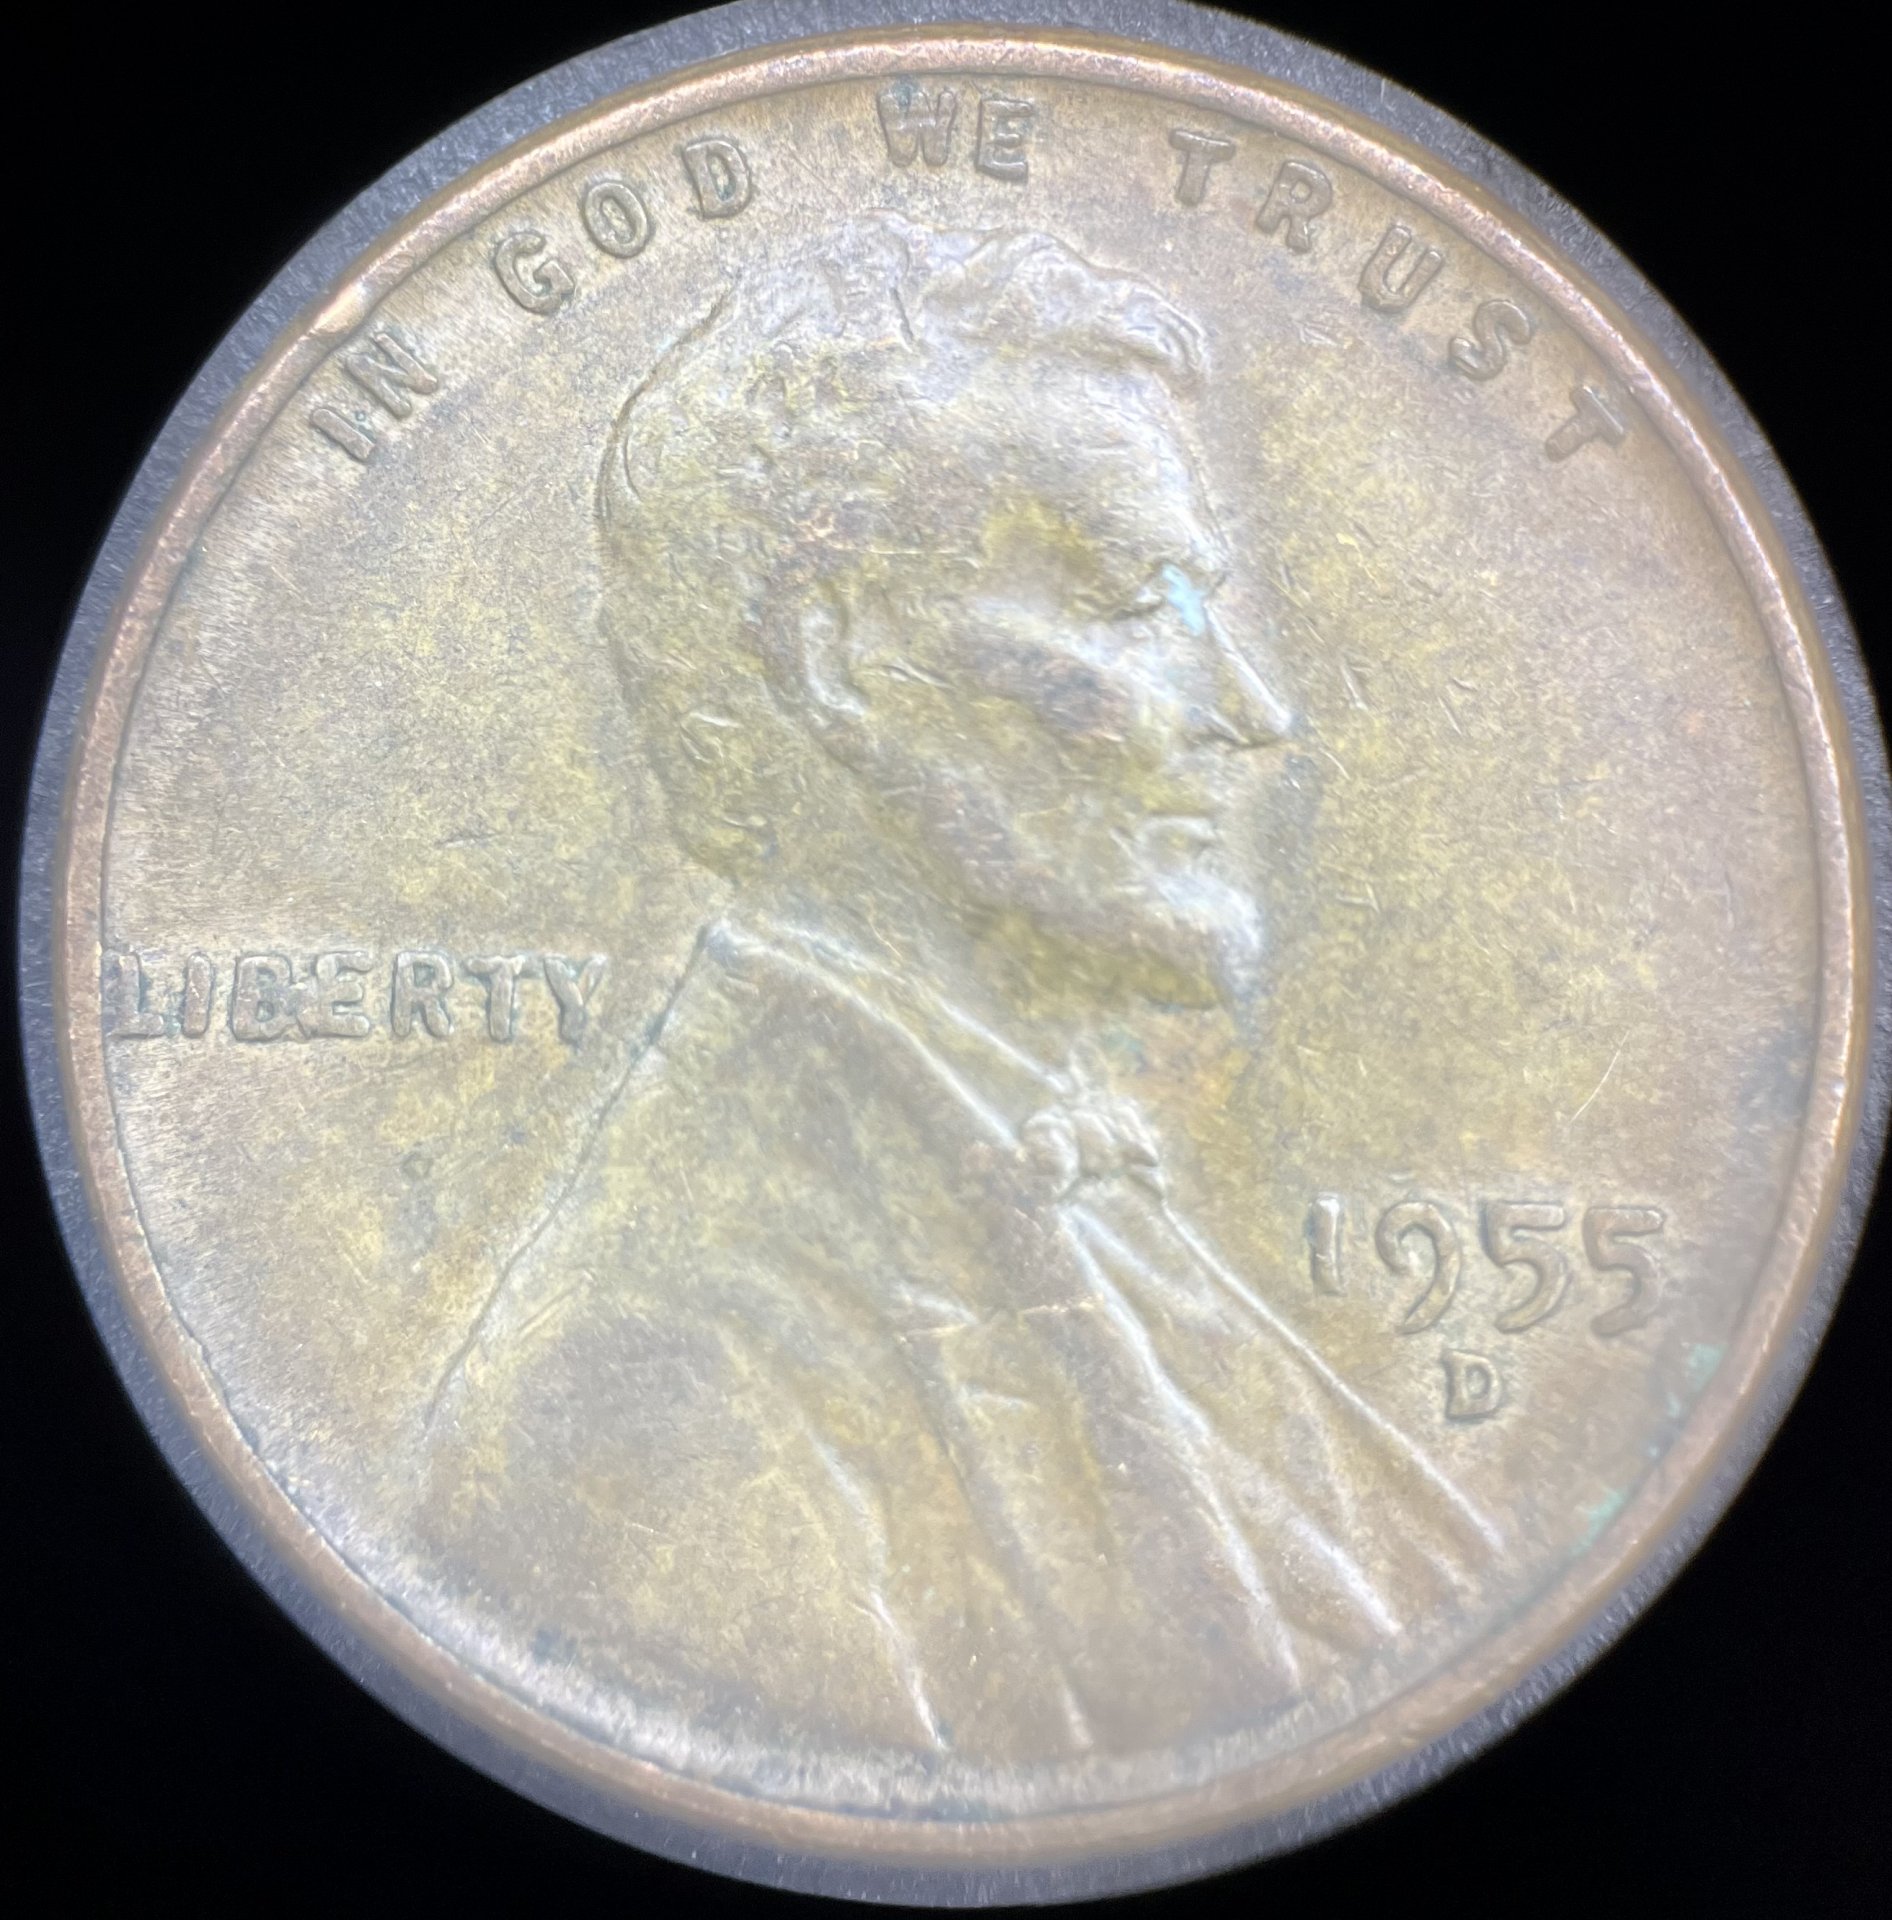 IN GOD WE TRUST
LIBERTY
1955
D